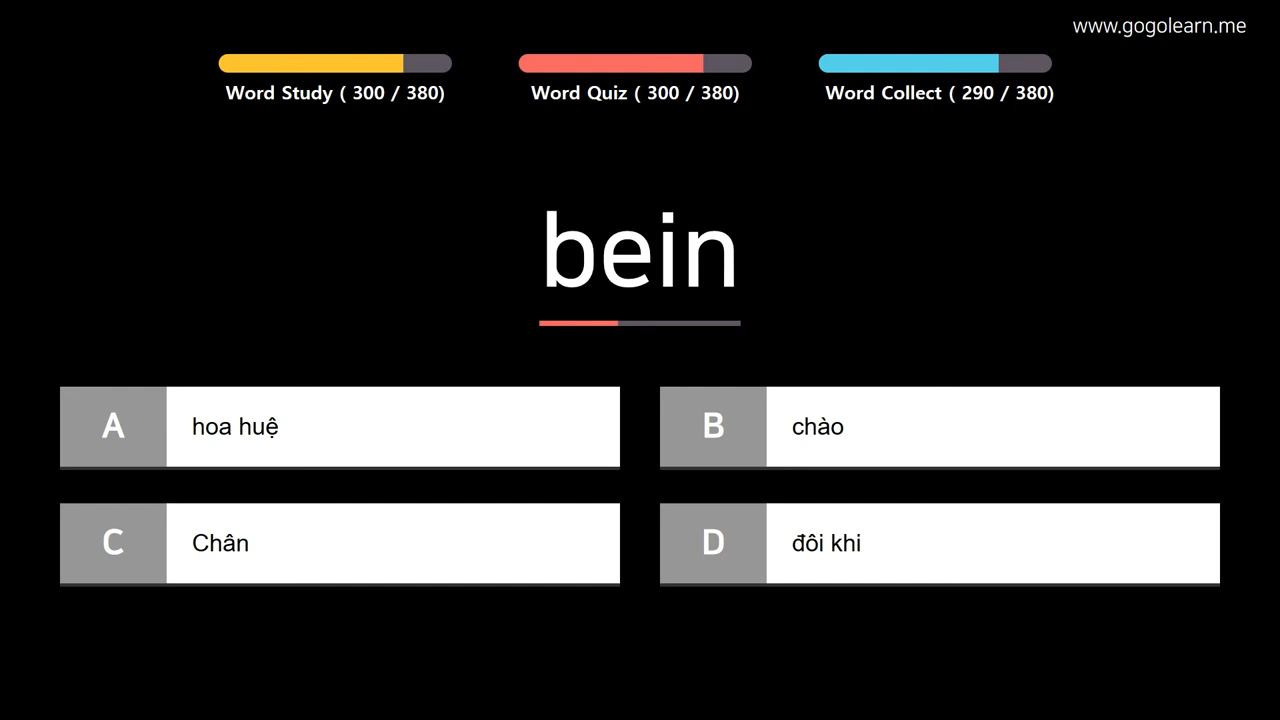 www.gogolearn.me
Word Study ( 300 / 380)
Word Quiz ( 300 / 380)
Word Collect ( 290 / 380)
bein
A hoa huệ
B chào
C Chân
D đôi khi